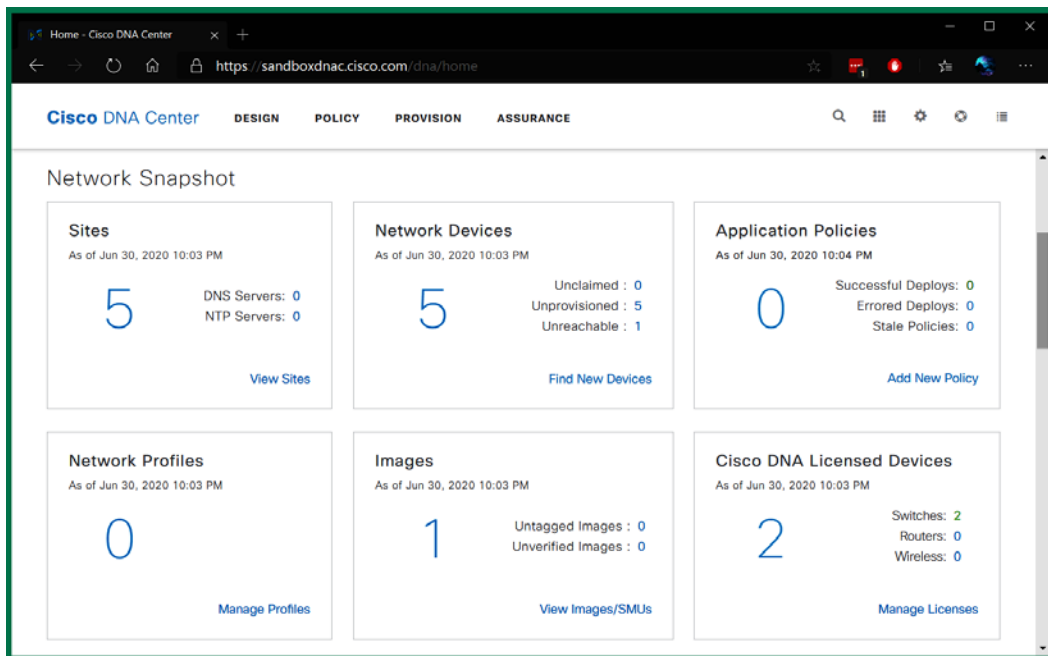 Home - Cisco DNA Center
https://sandboxdnac.cisco.com/dna/home
1
Cisco DNA Center DESIGN POLICY PROVISION ASSURANCE
Network Snapshot
Sites
As of Jun 30, 2020 10:03 PM
5
DNS Servers: 0
NTP Servers: 0
View Sites
Network Devices
As of Jun 30, 2020 10:03 PM
5
Unclaimed : 0
Unprovisioned : 5
Unreachable : 1
Find New Devices
Application Policies
As of Jun 30, 2020 10:04 PM
0
Successful Deploys: 0
Errored Deploys: 0
Stale Policies: 0
Add New Policy
Network Profiles
As of Jun 30, 2020 10:03 PM
0
Manage Profiles
Images
As of Jun 30, 2020 10:03 PM
1
Untagged Images : 0
Unverified Images : 0
View Images/SMUs
Cisco DNA Licensed Devices
As of Jun 30, 2020 10:03 PM
2
Switches: 2
Routers: 0
Wireless: 0
Manage Licenses